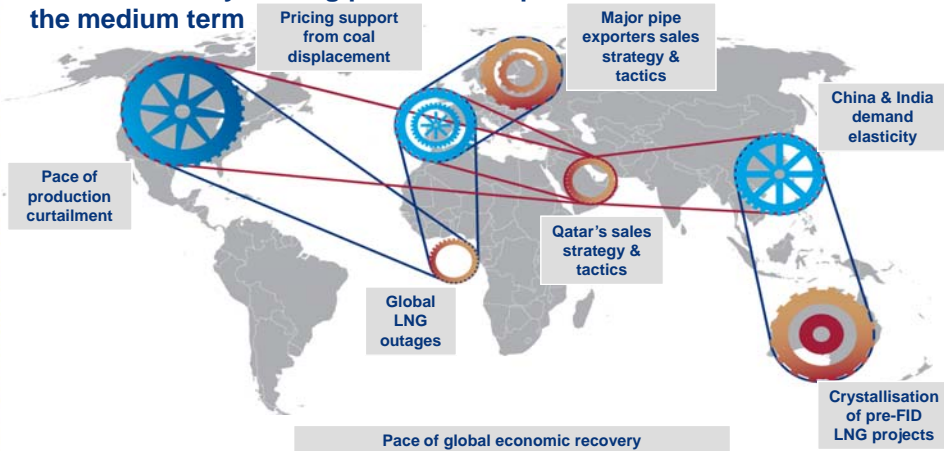 the medium term
Pricing support
from coal
displacement
Major pipe
exporters sales
strategy &
tactics
China & India
demand
elasticity
Pace of
production
curtailment
Qatar's sales
strategy &
tactics
Global
LNG
outages
Crystallisation
of pre-FID
LNG projects
Pace of global economic recovery